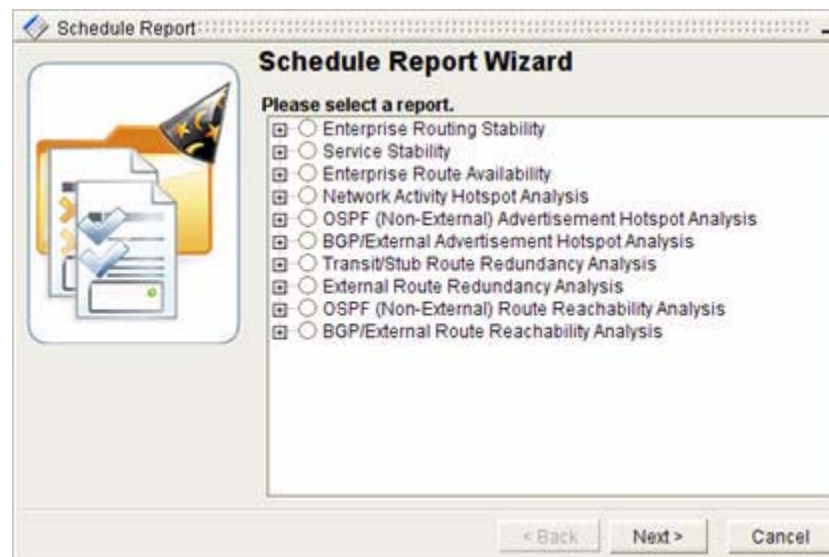 Schedule Report
Schedule Report Wizard
Please select a report.
Enterprise Routing Stability
Service Stability
Enterprise Route Availability
Network Activity Hotspot Analysis
OSPF (Non-External) Advertisement Hotspot Analysis
BGP/External Advertisement Hotspot Analysis
Transit/Stub Route Redundancy Analysis
External Route Redundancy Analysis
OSPF (Non-External) Route Reachability Analysis
BGP/External Route Reachability Analysis
< Back Next > Cancel